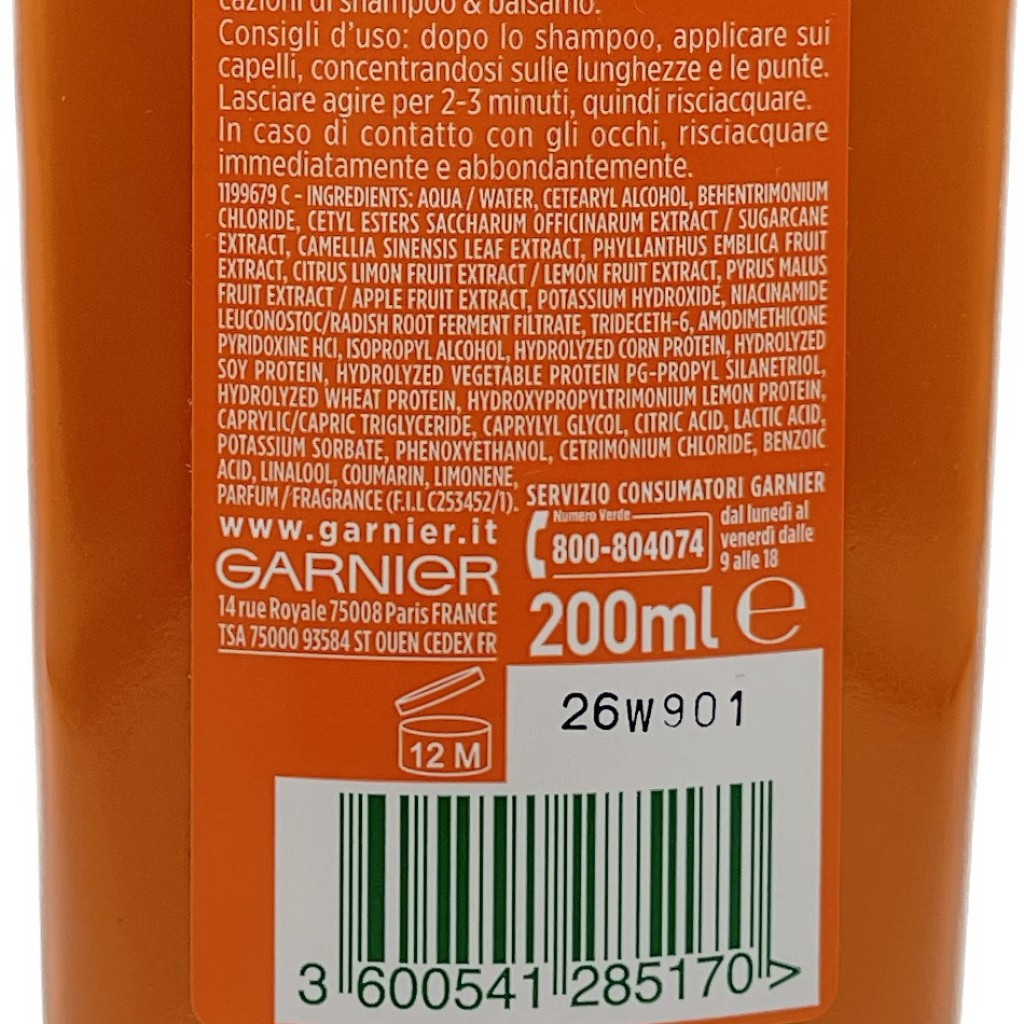 cazioni di shampoo & balsamo.
Consigli d'uso: dopo lo shampoo, applicare sui
capelli, concentrandosi sulle lunghezze e le punte.
Lasciare agire per 2-3 minuti, quindi risciacquare.
In caso di contatto con gli occhi, risciacquare
immediatamente e abbondantemente.
1199679 C - INGREDIENTS: AQUA / WATER, CETEARYL ALCOHOL, BEHENTRIMONIUM
CHLORIDE, CETYL ESTERS SACCHARUM OFFICINARUM EXTRACT / SUGARCANE
EXTRACT, CAMELLIA SINENSIS LEAF EXTRACT, PHYLLANTHUS EMBLICA FRUIT
EXTRACT, CITRUS LIMON FRUIT EXTRACT / LEMON FRUIT EXTRACT, PYRUS MALUS
FRUIT EXTRACT / APPLE FRUIT EXTRACT, POTASSIUM HYDROXIDE, NIACINAMIDE
LEUCONOSTOC/RADISH ROOT FERMENT FILTRATE, TRIDECETH-6, AMODIMETHICONE
PYRIDOXINE HCl, ISOPROPYL ALCOHOL, HYDROLYZED CORN PROTEIN, HYDROLYZED
SOY PROTEIN, HYDROLYZED VEGETABLE PROTEIN PG-PROPYL SILANETRIOL,
HYDROLYZED WHEAT PROTEIN, HYDROXYPROPYLTRIMONIUM LEMON PROTEIN,
CAPRYLIC/CAPRIC TRIGLYCERIDE, CAPRYLYL GLYCOL, CITRIC ACID, LACTIC ACID,
POTASSIUM SORBATE, PHENOXYETHANOL, CETRIMONIUM CHLORIDE, BENZOIC
ACID, LINALOOL, COUMARIN, LIMONENE,
PARFUM / FRAGRANCE (F.I.L C253452/1).
www.garnier.it
GARNIER
14 rue Royale 75008 Paris FRANCE
TSA 75000 93584 ST OUEN CEDEX FR
SERVIZIO CONSUMATORI GARNIER
Numero Verde
800-804074
dal lunedì al
venerdì dalle
9 alle 18
200ml e
26W901
12 M
3 600541 285170 >